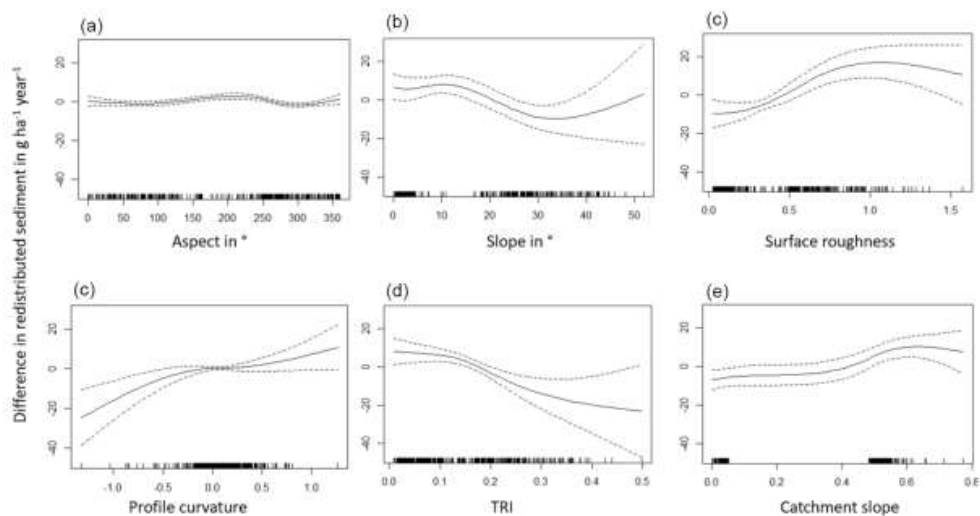 (a)
(b)
(c)
Difference in redistributed sediment in g ha⁻¹ year⁻¹
20
0
-20
-40
0 50 100 150 200 250 300 350
Aspect in °
20
0
-20
-40
0 10 20 30 40 50
Slope in °
20
0
-20
-40
0.0 0.5 1.0 1.5
Surface roughness
(c)
(d)
(e)
20
0
-20
-40
-1.0 -0.5 0.0 0.5 1.0
Profile curvature
20
0
-20
-40
0.0 0.1 0.2 0.3 0.4 0.5
TRI
20
0
-20
-40
0.0 0.2 0.4 0.6 0.8
Catchment slope